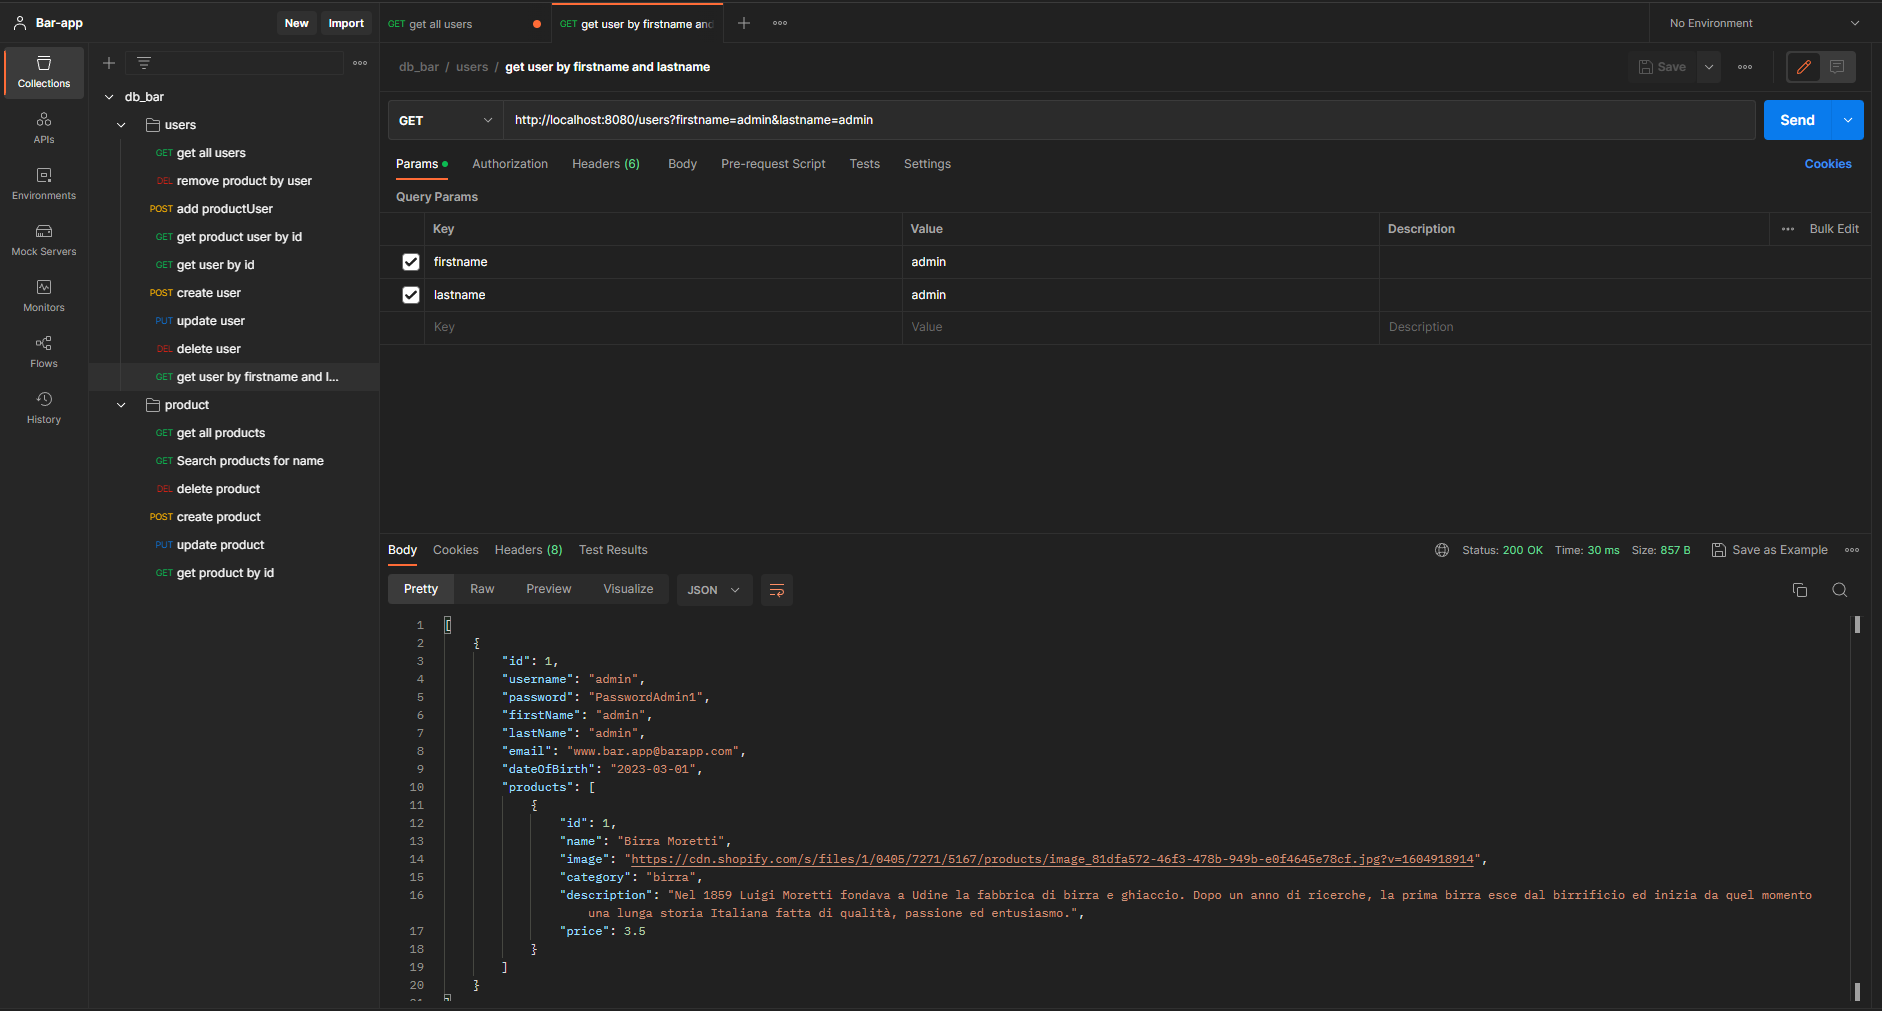 Bar-app
New
Import
GET get all users
GET get user by firstname and
No Environment
Collections
APIs
Environments
Mock Servers
Monitors
Flows
History
db_bar
users
GET get all users
DEL remove product by user
POST add productUser
GET get product user by id
GET get user by id
POST create user
PUT update user
DEL delete user
GET get user by firstname and l...
product
GET get all products
GET Search products for name
DEL delete product
POST create product
PUT update product
GET get product by id
db_bar / users / get user by firstname and lastname
Save
GET
http://localhost:8080/users?firstname=admin&lastname=admin
Send
Params
Authorization
Headers (6)
Body
Pre-request Script
Tests
Settings
Cookies
Query Params
Key Value Description Bulk Edit
firstname admin
lastname admin
Key Value Description
Body
Cookies
Headers (8)
Test Results
Status: 200 OK Time: 30 ms Size: 857 B
Save as Example
Pretty
Raw
Preview
Visualize
JSON
1 [
2 {
3 "id": 1,
4 "username": "admin",
5 "password": "PasswordAdmin1",
6 "firstName": "admin",
7 "lastName": "admin",
8 "email": "www.bar.app@barapp.com",
9 "dateOfBirth": "2023-03-01",
10 "products": [
11 {
12 "id": 1,
13 "name": "Birra Moretti",
14 "image": "https://cdn.shopify.com/s/files/1/0405/7271/5167/products/image_81dfa572-46f3-478b-949b-e0f4645e78cf.jpg?v=1604918914",
15 "category": "birra",
16 "description": "Nel 1859 Luigi Moretti fondava a Udine la fabbrica di birra e ghiaccio. Dopo un anno di ricerche, la prima birra esce dal birrificio ed inizia da quel momento
una lunga storia Italiana fatta di qualità, passione ed entusiasmo.",
17 "price": 3.5
18 }
19 ]
20 }